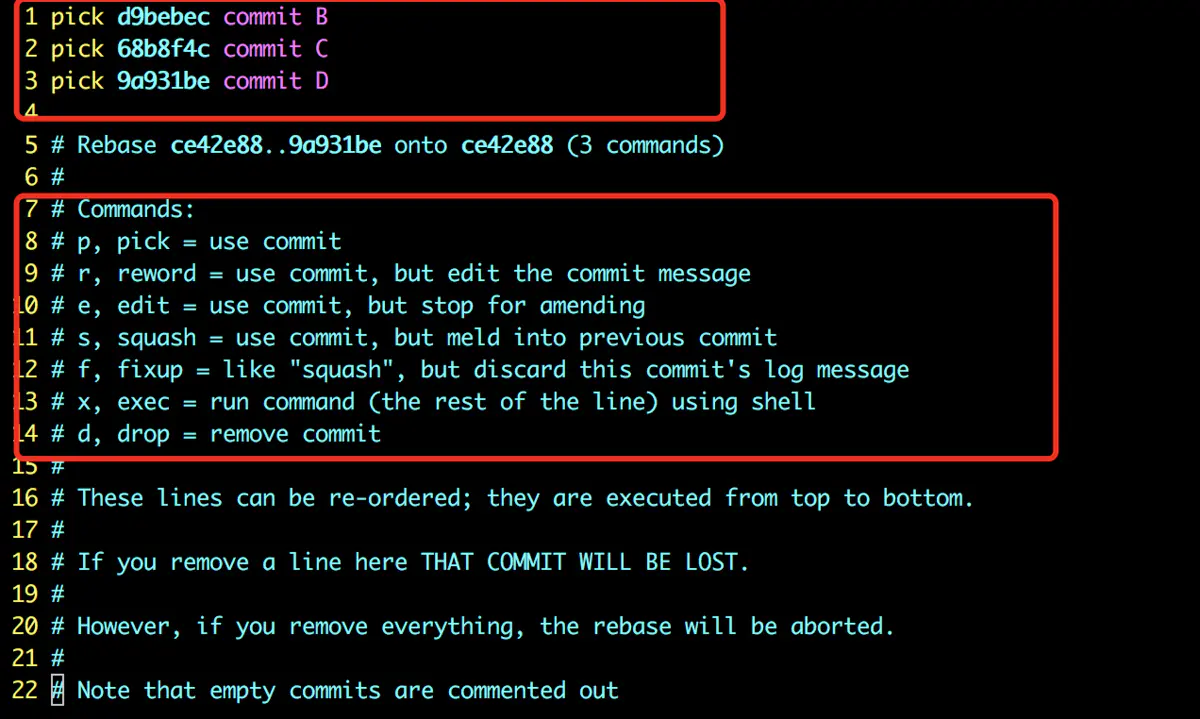 1 pick d9bebec commit B
2 pick 68b8f4c commit C
3 pick 9a931be commit D
4
5 # Rebase ce42e88..9a931be onto ce42e88 (3 commands)
6 #
7 # Commands:
8 # p, pick = use commit
9 # r, reword = use commit, but edit the commit message
10 # e, edit = use commit, but stop for amending
11 # s, squash = use commit, but meld into previous commit
12 # f, fixup = like "squash", but discard this commit's log message
13 # x, exec = run command (the rest of the line) using shell
14 # d, drop = remove commit
15 #
16 # These lines can be re-ordered; they are executed from top to bottom.
17 #
18 # If you remove a line here THAT COMMIT WILL BE LOST.
19 #
20 # However, if you remove everything, the rebase will be aborted.
21 #
22 # Note that empty commits are commented out